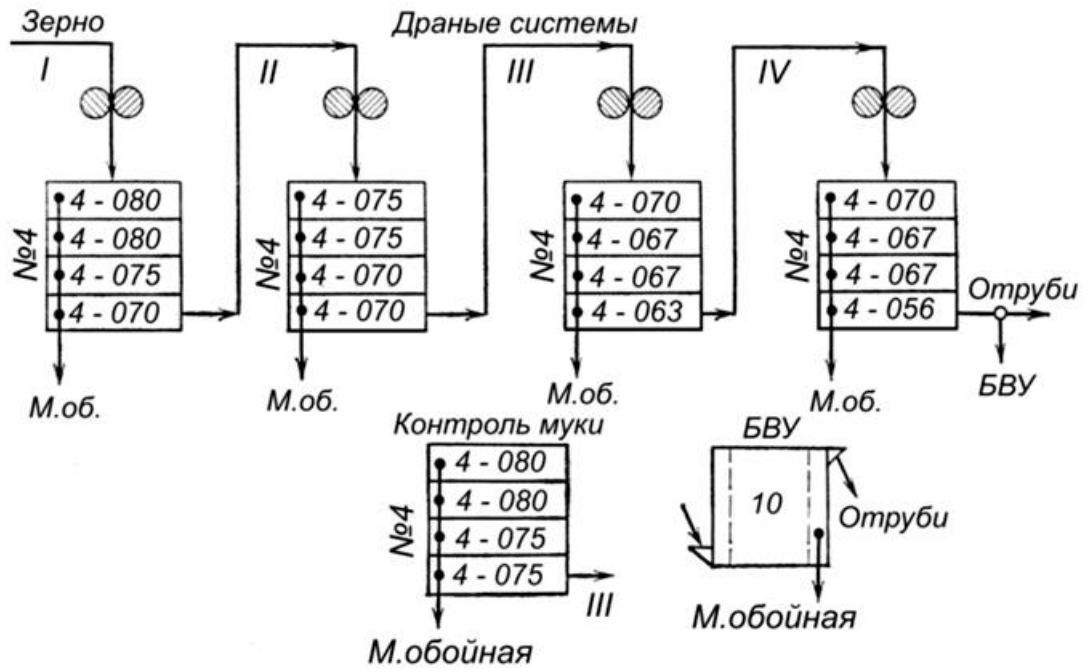 Зерно
Драные системы
I
II
III
IV
№4
4 - 080
4 - 080
4 - 075
4 - 070
М.об.
№4
4 - 075
4 - 075
4 - 070
4 - 070
М.об.
№4
4 - 070
4 - 067
4 - 067
4 - 063
М.об.
№4
4 - 070
4 - 067
4 - 067
4 - 056
М.об.
Отруби
БВУ
Контроль муки
№4
4 - 080
4 - 080
4 - 075
4 - 075
III
М.обойная
БВУ
10
Отруби
М.обойная